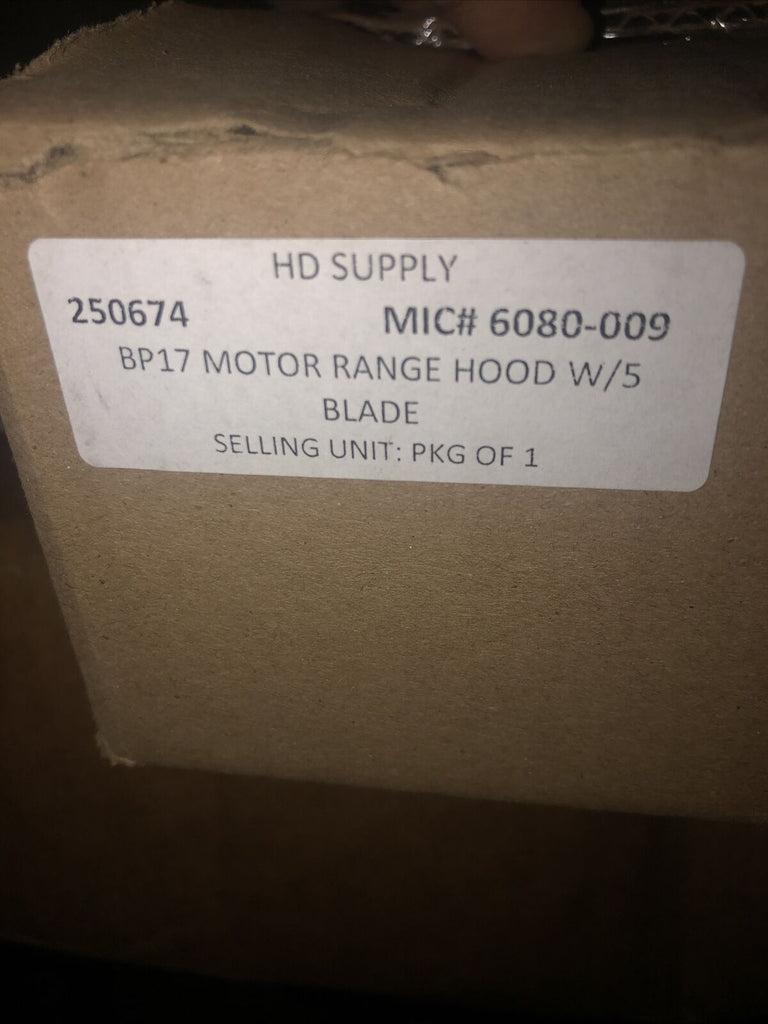 HD SUPPLY
250674 MIC# 6080-009
BP17 MOTOR RANGE HOOD W/5
BLADE
SELLING UNIT: PKG OF 1